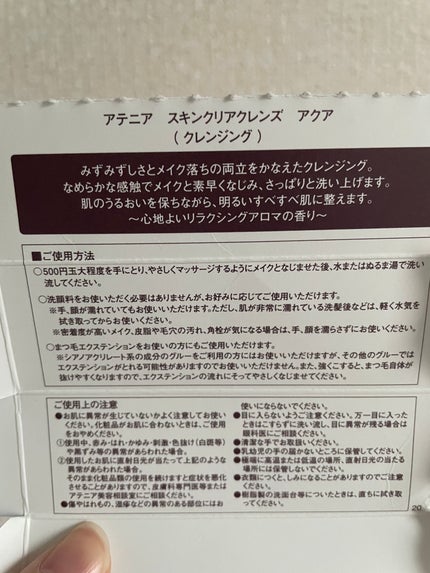 アテニア　スキンクリアクレンズ　アクア
（ クレンジング ）
みずみずしさとメイク落ちの両立をかなえたクレンジング。
なめらかな感触でメイクと素早くなじみ、さっぱりと洗い上げます。
肌のうるおいを保ちながら、明るいすべすべ肌に整えます。
～心地よいリラクシングアロマの香り～
■ご使用方法
○500円玉大程度を手にとり、やさしくマッサージするようにメイクとなじませた後、水またはぬるま湯で洗い
流してください。
○洗顔料をお使いいただく必要はありませんが、お好みに応じてご使用いただけます。
※手、顔が濡れていてもお使いいただけます。ただし、肌が非常に濡れている洗髪後などは、軽く水気を
拭き取ってからお使いください。
※密着度が高いメイク、皮脂や毛穴の汚れ、角栓が気になる場合は、手、顔を濡らさずにお使いください。
○まつ毛エクステンションをお使いの方にもご使用いただけます。
※シアノアクリレート系の成分のグルーをご利用の方にはお使いいただけますが、その他のグルーでは
エクステンションがとれる可能性がありますのでお使いいただけません。また、強くこすると、まつ毛自体が
抜けやすくなりますので、エクステンションの流れにそってやさしくなじませてください。
ご使用上の注意
●お肌に異常が生じていないかよく注意してお使い
ください。化粧品がお肌に合わないときは、ご使用
をおやめください。
①使用中、赤み・はれ・かゆみ・刺激・色抜け(白斑等)
や黒ずみ等の異常があらわれた場合。
②使用したお肌に直射日光が当たって上記のような
異常があらわれた場合。
そのまま化粧品類の使用を続けますと症状を悪化
させることがありますので、皮膚科専門医等または
アテニア美容相談室にご相談ください。
●傷やはれもの、湿疹などの異常のある部位にはお
使いにならないでください。
●目に入らないようご注意ください。万一目に入った
ときはこすらずに洗い流し、目に異常が残る場合は
眼科医にご相談ください。
●清潔な手でお取扱いください。
●乳幼児の手の届かないところに保管してください。
●極端に高温または低温の場所、直射日光の当たる
場所には保管しないでください。
●衣類につくと、しみになることがありますのでご注意
ください。
●樹脂製の洗面台等についたときは、直ちに拭き取
ってください。
20